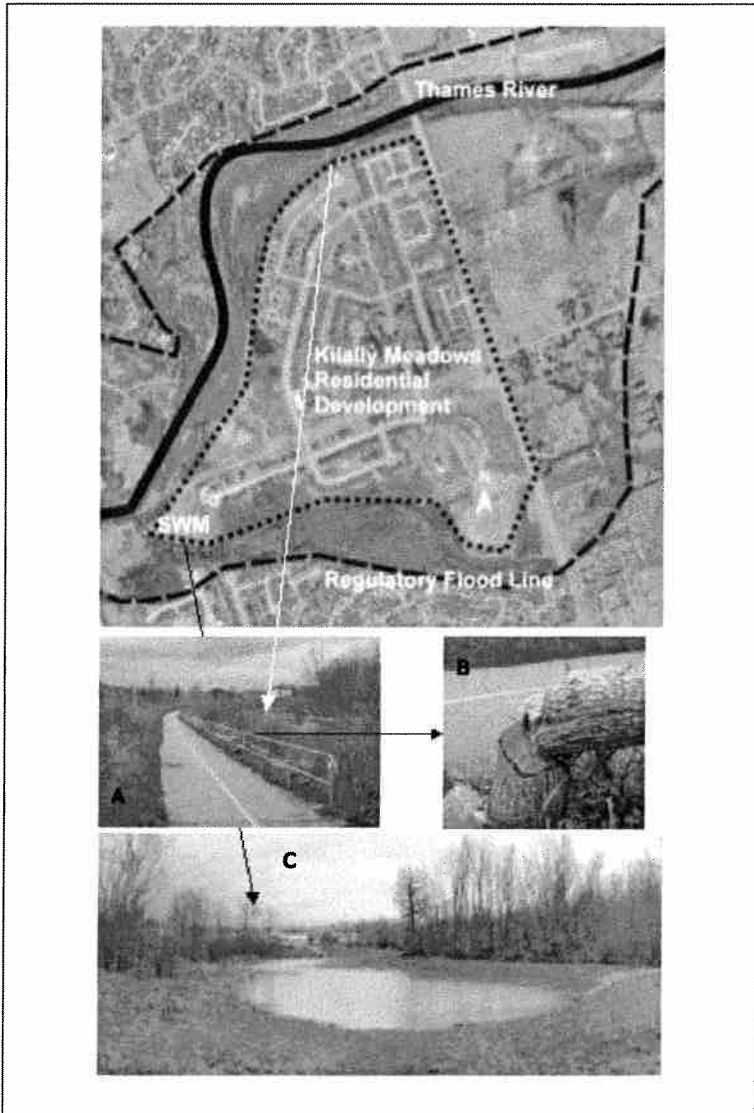 Thames River
Kilally Meadows
Residential
Development
A
SWM
Regulatory Flood Line
B
A
C